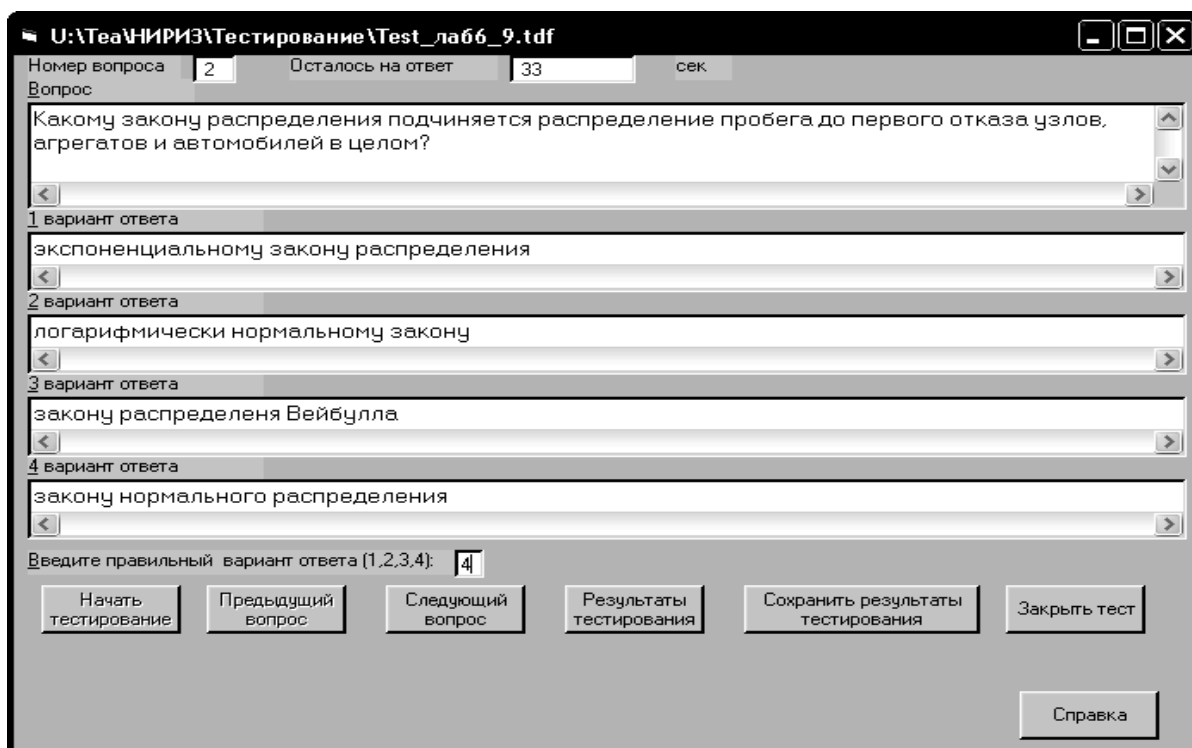 U:\Tea\НИРИЗ\Тестирование\Test_лаб6_9.tdf
Номер вопроса 2 Осталось на ответ 33 сек
Вопрос
Какому закону распределения подчиняется распределение пробега до первого отказа узлов,
агрегатов и автомобилей в целом?
1 вариант ответа
экспоненциальному закону распределения
2 вариант ответа
логарифмически нормальному закону
3 вариант ответа
закону распределеня Вейбулла
4 вариант ответа
закону нормального распределения
Введите правильный вариант ответа (1,2,3,4): 4
Начать тестирование
Предыдущий вопрос
Следующий вопрос
Результаты тестирования
Сохранить результаты тестирования
Закрыть тест
Справка